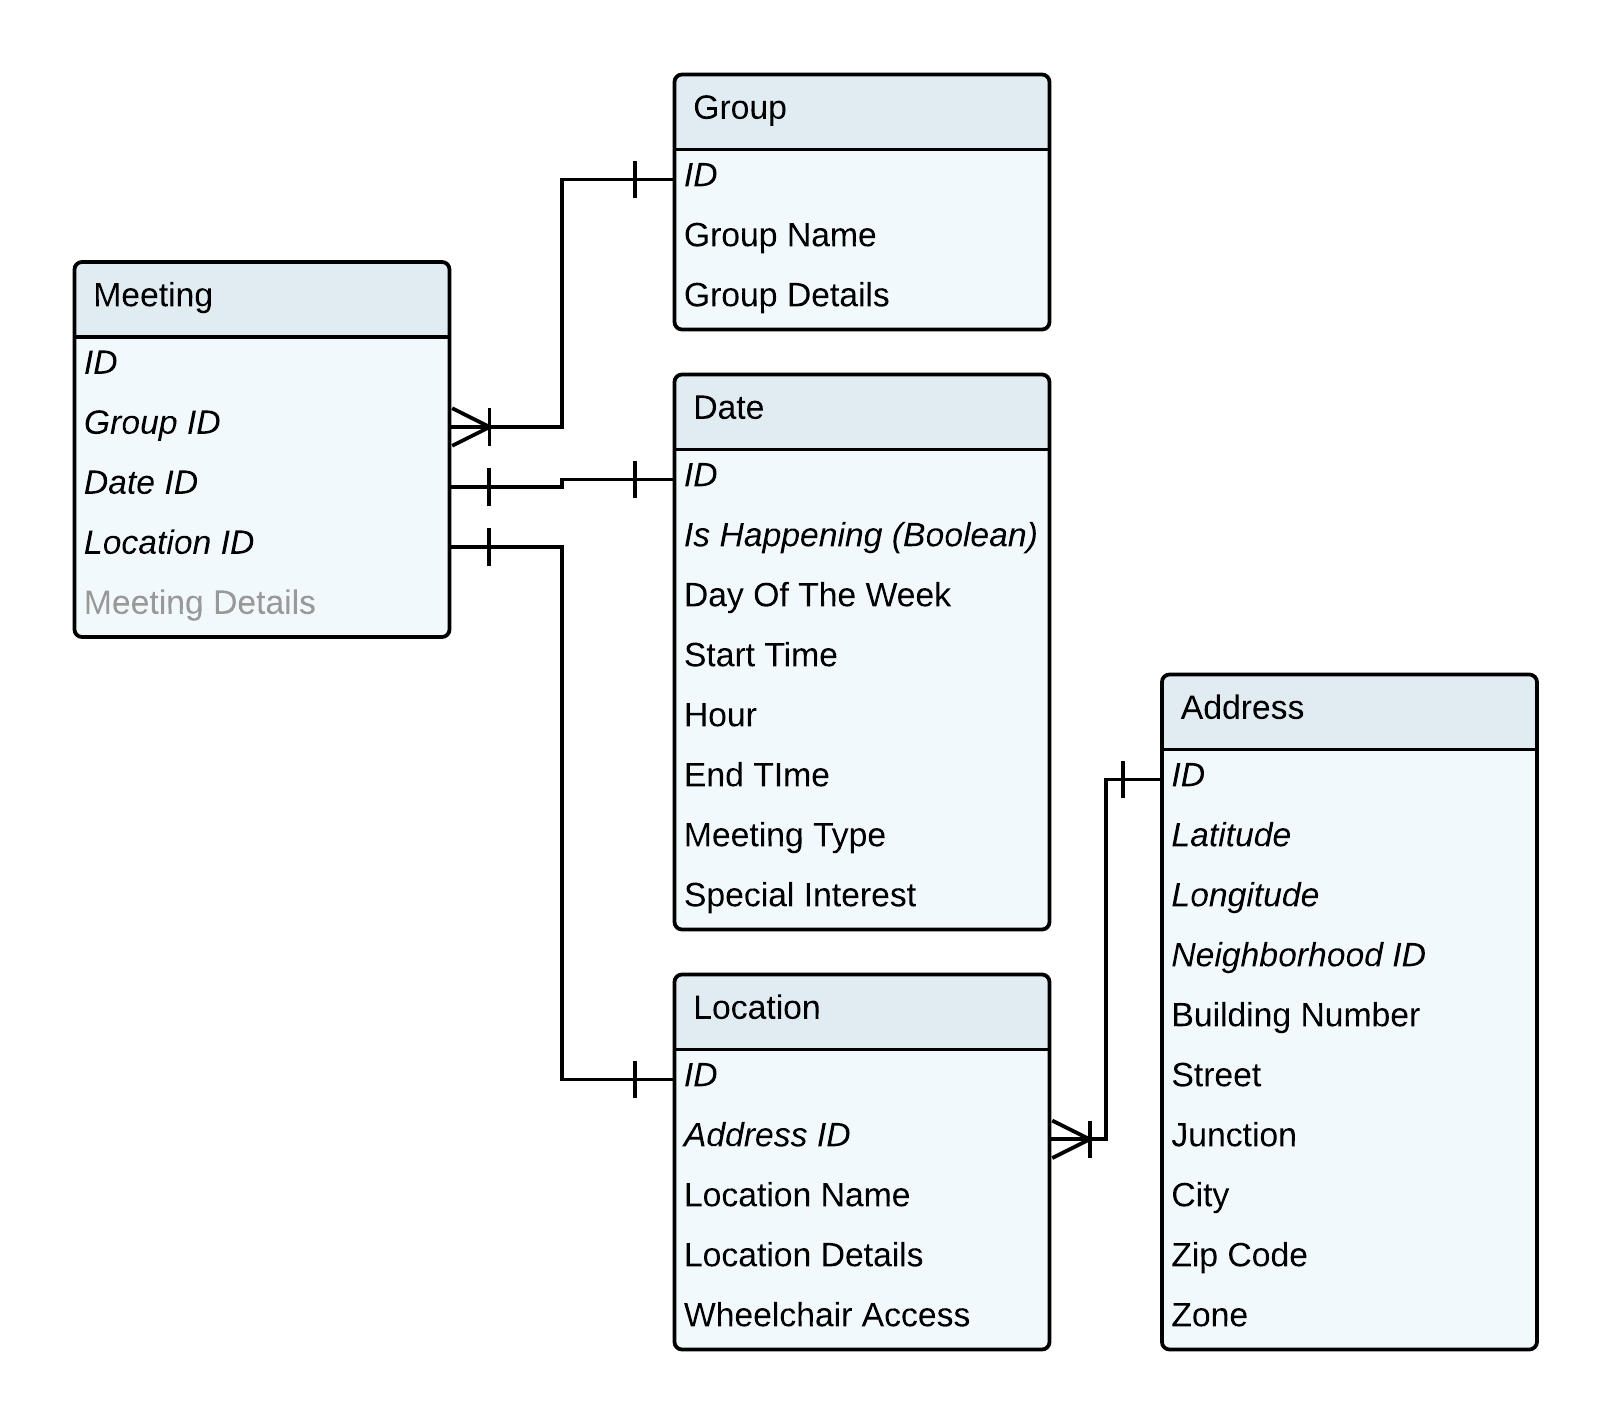 Group
ID
Group Name
Group Details
Meeting
ID
Group ID
Date ID
Location ID
Meeting Details
Date
ID
Is Happening (Boolean)
Day Of The Week
Start Time
Hour
End TIme
Meeting Type
Special Interest
Location
ID
Address ID
Location Name
Location Details
Wheelchair Access
Address
ID
Latitude
Longitude
Neighborhood ID
Building Number
Street
Junction
City
Zip Code
Zone